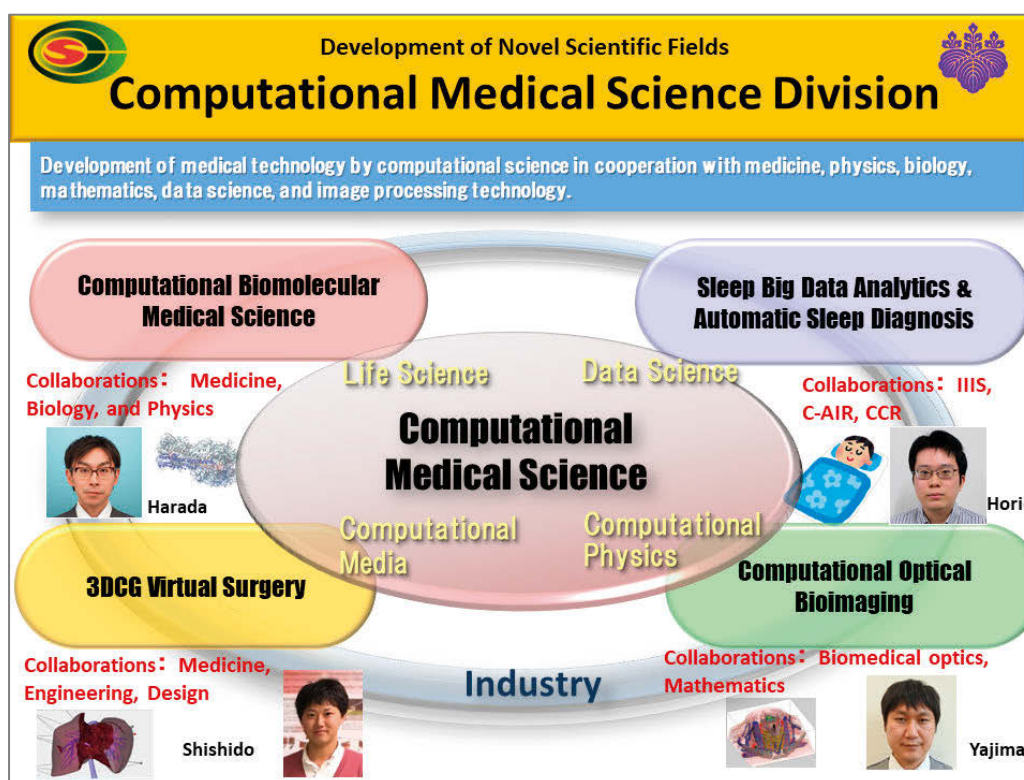 Development of Novel Scientific Fields
Computational Medical Science Division
Development of medical technology by computational science in cooperation with medicine, physics, biology,
mathematics, data science, and image processing technology.
Computational Biomolecular
Medical Science
Sleep Big Data Analytics &
Automatic Sleep Diagnosis
Collaborations: Medicine,
Biology, and Physics
Harada
Life Science
Data Science
Computational
Medical Science
Computational
Media
Computational
Physics
Collaborations: IIIS,
C-AIR, CCR
Horie
3DCG Virtual Surgery
Computational Optical
Bioimaging
Collaborations: Medicine,
Engineering, Design
Shishido
Industry
Collaborations: Biomedical optics,
Mathematics
Yajima